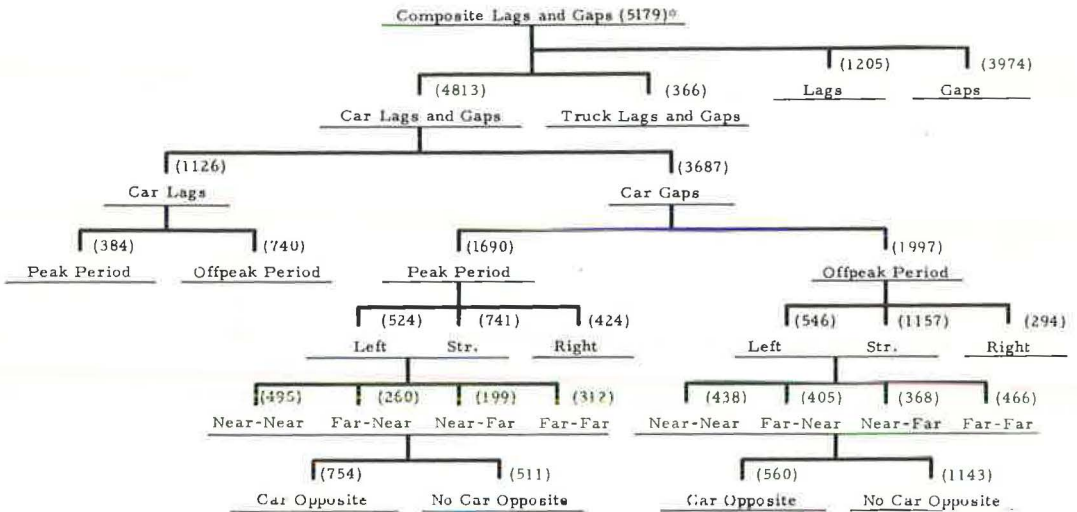 Composite Lags and Gaps (5179)*
(1205) (3974)
(4813) (366) Lags Gaps
Car Lags and Gaps Truck Lags and Gaps
(1126) (3687)
Car Lags Car Gaps
(384) (740) (1690) (1997)
Peak Period Offpeak Period Peak Period Offpeak Period
(524) (741) (424) (546) (1157) (294)
Left Str. Right Left Str. Right
(495) (260) (199) (312) (438) (405) (368) (466)
Near-Near Far-Near Near-Far Far-Far Near-Near Far-Near Near-Far Far-Far
(754) (511) (560) (1143)
Car Opposite No Car Opposite Car Opposite No Car Opposite